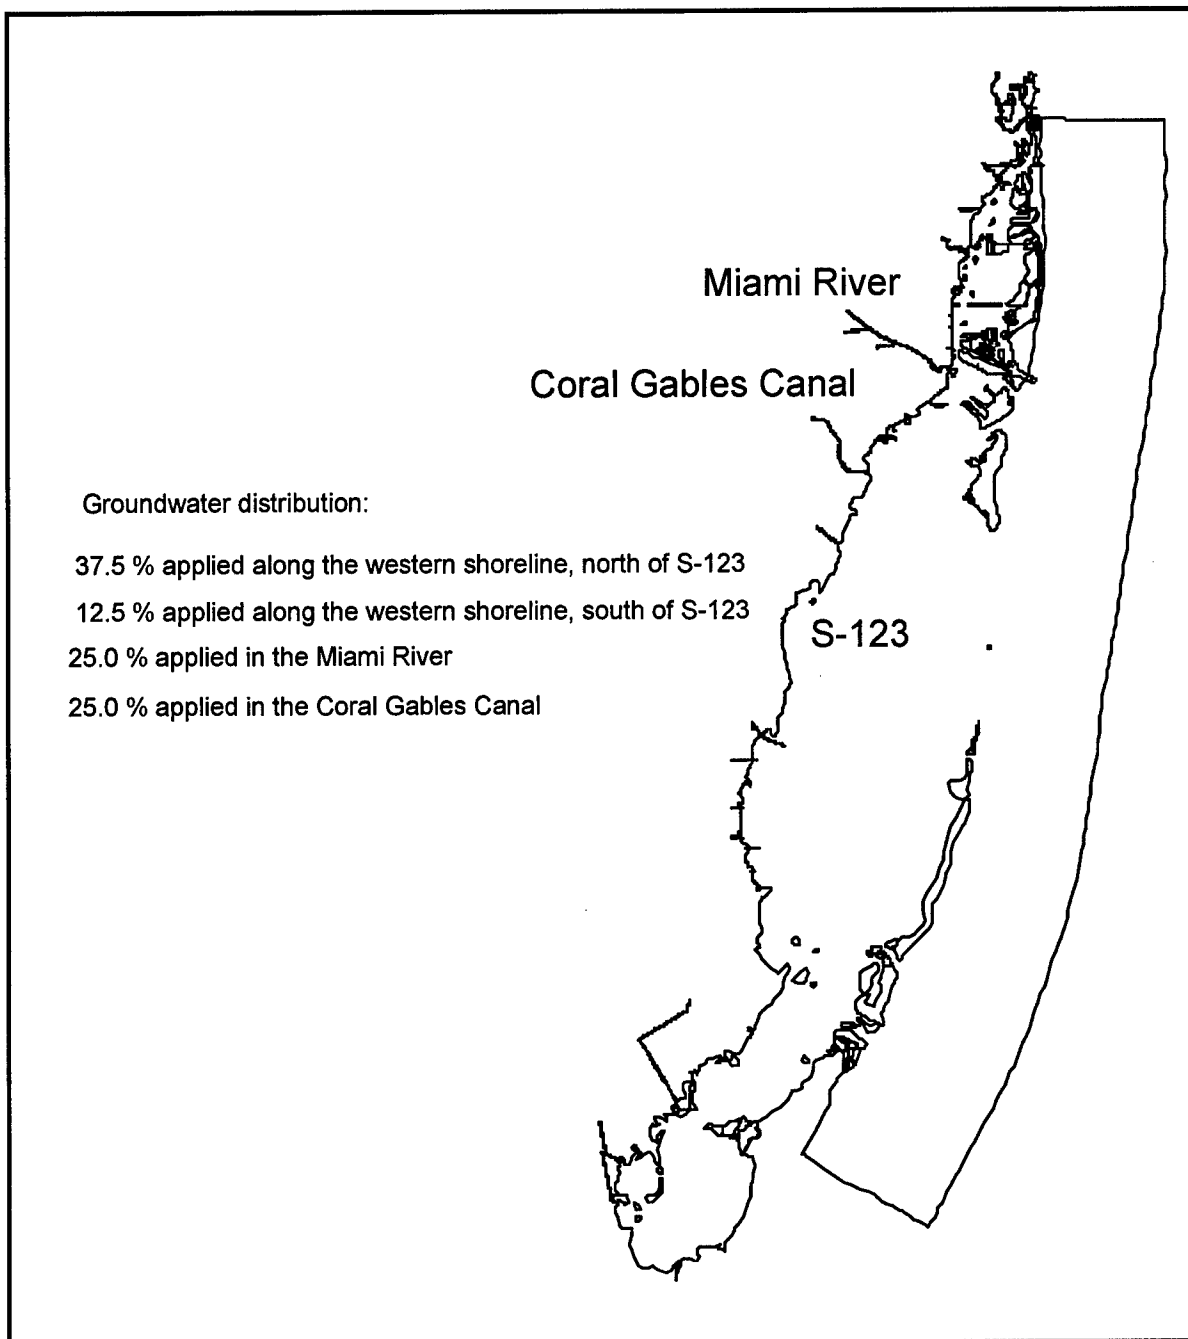 Miami River
Coral Gables Canal
Groundwater distribution:
37.5 % applied along the western shoreline, north of S-123
12.5 % applied along the western shoreline, south of S-123
S-123
25.0 % applied in the Miami River
25.0 % applied in the Coral Gables Canal